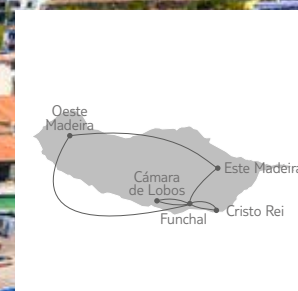 Oeste
Madeira
Este Madeira
Cámara
de Lobos
Cristo Rei
Funchal